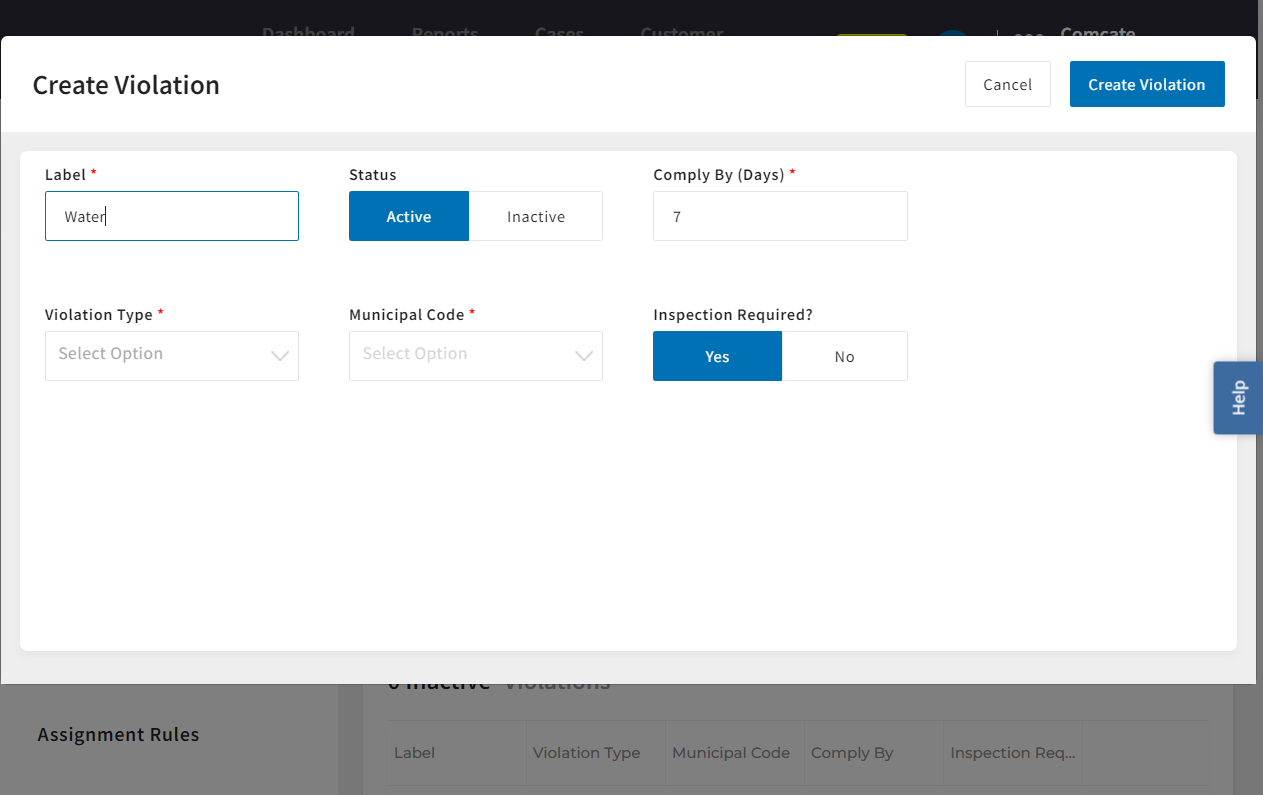 Dashboard Reports Cases Customer Comcate
Create Violation
Cancel
Create Violation
Label *
Status
Comply By (Days) *
Water
Active
Inactive
7
Violation Type *
Municipal Code *
Inspection Required?
Select Option
Select Option
Yes
No
Help
0 Inactive Violations
Assignment Rules
Label
Violation Type
Municipal Code
Comply By
Inspection Req...